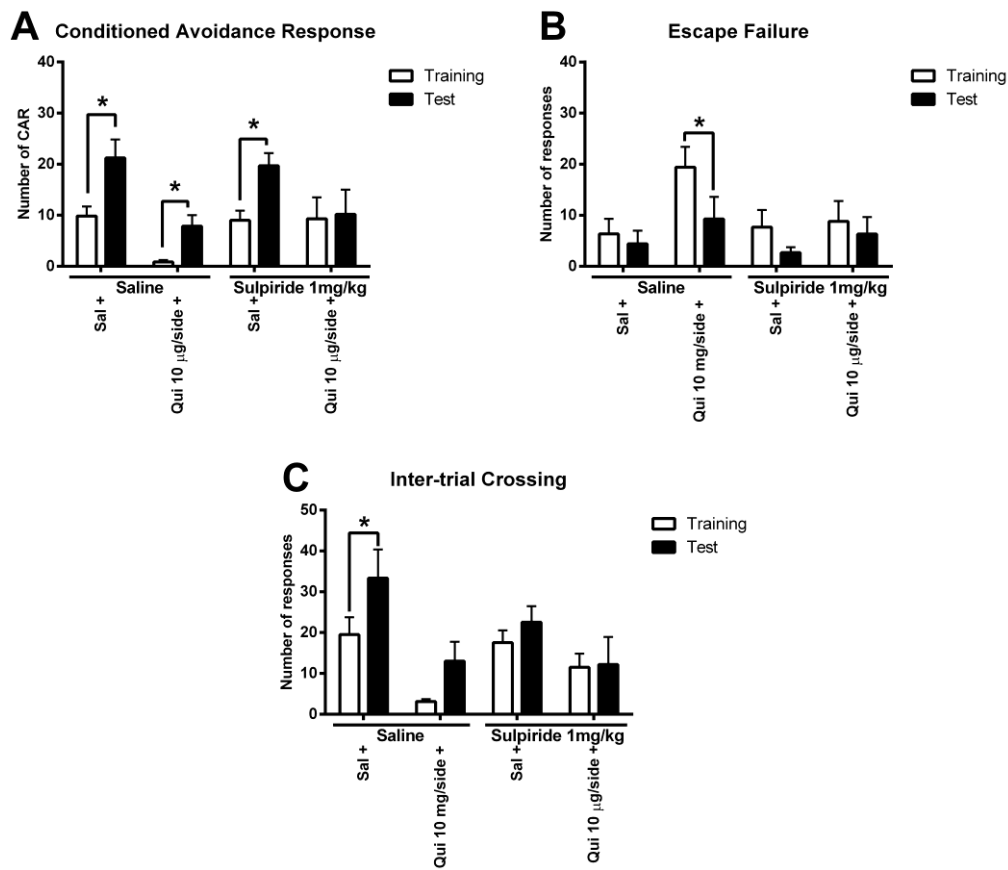 A Conditioned Avoidance Response
Number of CAR
40
30
20
10
0
*
*
*
Training
Test
Saline
Sulpiride 1mg/kg
Sal +
Qui 10 μg/side +
Sal +
Qui 10 μg/side +
B Escape Failure
Number of responses
40
30
20
10
0
*
Training
Test
Saline
Sulpiride 1mg/kg
Sal +
Qui 10 mg/side +
Sal +
Qui 10 μg/side +
C Inter-trial Crossing
Number of responses
50
40
30
20
10
0
*
Training
Test
Saline
Sulpiride 1mg/kg
Sal +
Qui 10 mg/side +
Sal +
Qui 10 μg/side +